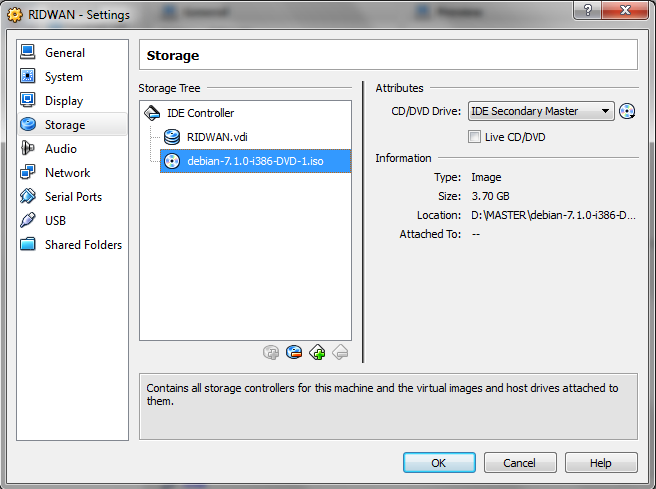 RIDWAN - Settings
General
System
Display
Storage
Audio
Network
Serial Ports
USB
Shared Folders
Storage
Storage Tree
IDE Controller
RIDWAN.vdi
debian-7.1.0-i386-DVD-1.iso
Attributes
CD/DVD Drive: IDE Secondary Master
Live CD/DVD
Information
Type: Image
Size: 3.70 GB
Location: D:\MASTER\debian-7.1.0-i386-D...
Attached To: --
Contains all storage controllers for this machine and the virtual images and host drives attached to
them.
OK Cancel Help